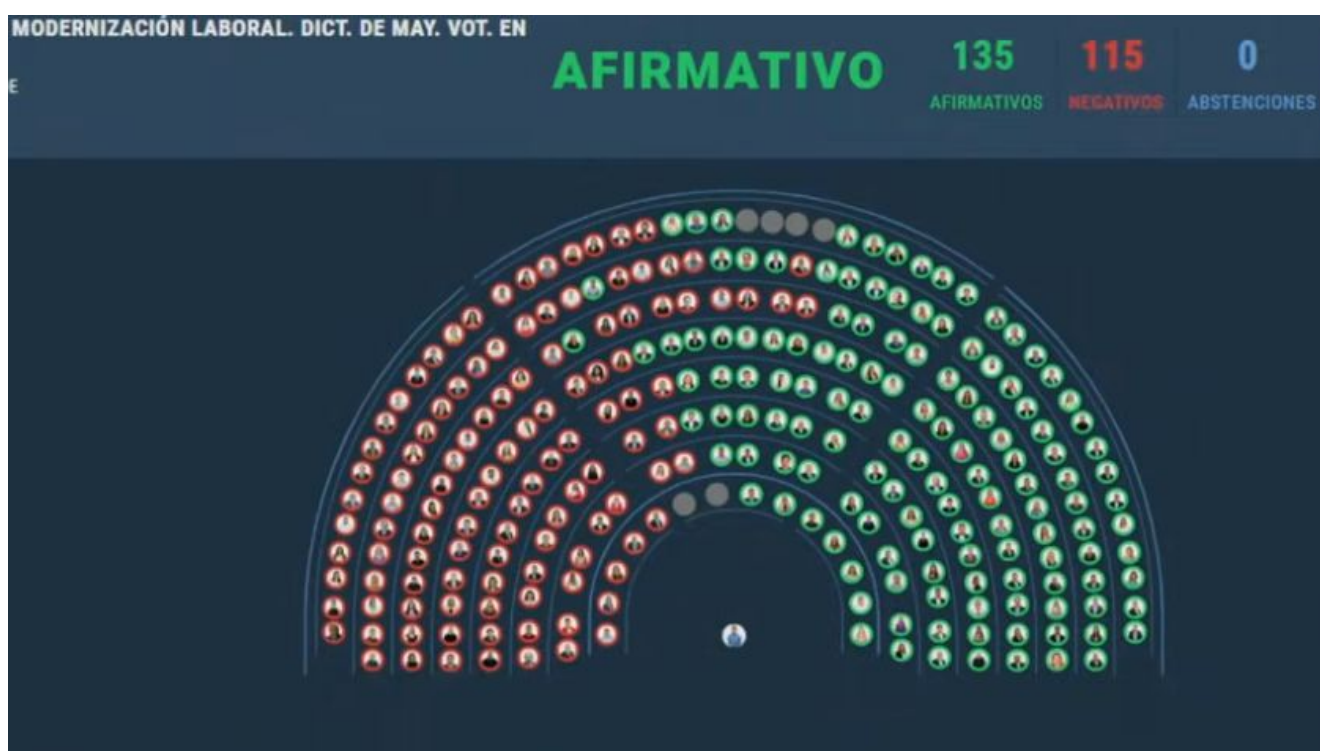 MODERNIZACIÓN LABORAL. DICT. DE MAY. VOT. EN
E
AFIRMATIVO
135
AFIRMATIVOS
115
NEGATIVOS
0
ABSTENCIONES